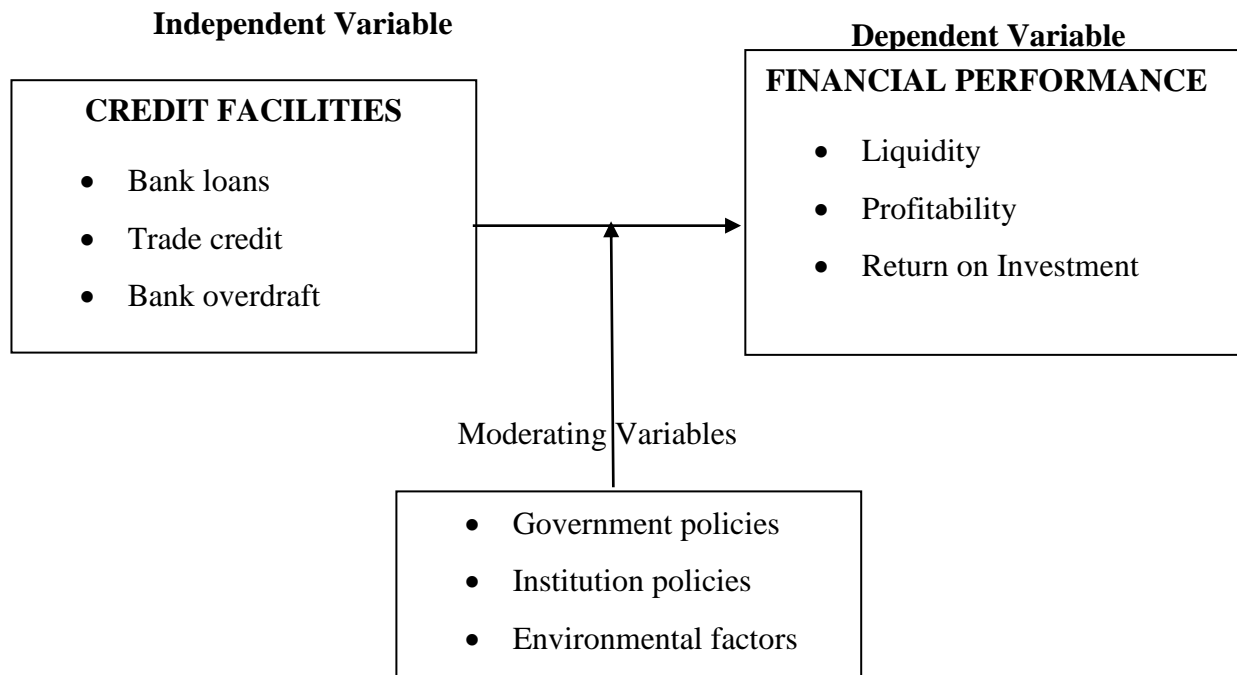 Independent Variable
Dependent Variable
CREDIT FACILITIES
• Bank loans
• Trade credit
• Bank overdraft
FINANCIAL PERFORMANCE
• Liquidity
• Profitability
• Return on Investment
Moderating Variables
• Government policies
• Institution policies
• Environmental factors